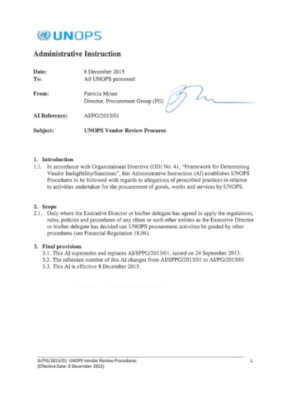 UNOPS
Administrative Instruction
Date: 8 December 2015
To: All UNOPS personnel
From: Patricia Moser
Director, Procurement Group (PG)
AI Reference: AI/PG/2015/01
Subject: UNOPS Vendor Review Procures
1. Introduction
1.1. In accordance with Organizational Directive (OD) No. 41, "Framework for Determining
Vendor Ineligibility/Sanctions", this Administrative Instruction (AI) establishes UNOPS
Procedures to be followed with regards to allegations of proscribed practices in relation
to activities undertaken for the procurement of goods, works and services by UNOPS.
2. Scope
2.1. Only where the Executive Director or his/her delegate has agreed to apply the regulations,
rules, policies and procedures of any client or such other entities as the Executive Director
or his/her delegate has decided can UNOPS procurement activities be guided by other
procedures (see Financial Regulation 18.04).
3. Final provisions
3.1. This AI supersedes and replaces AI/SPPG/2013/01, issued on 24 September 2013.
3.2. The reference number of this AI changes from AI/SPPG/2013/01 to AI/PG/2015/01
3.3. This AI is effective 8 December 2015.
AI/PG/2015/01: UNOPS Vendor Review Procedures 1
(Effective Date: 8 December 2015)